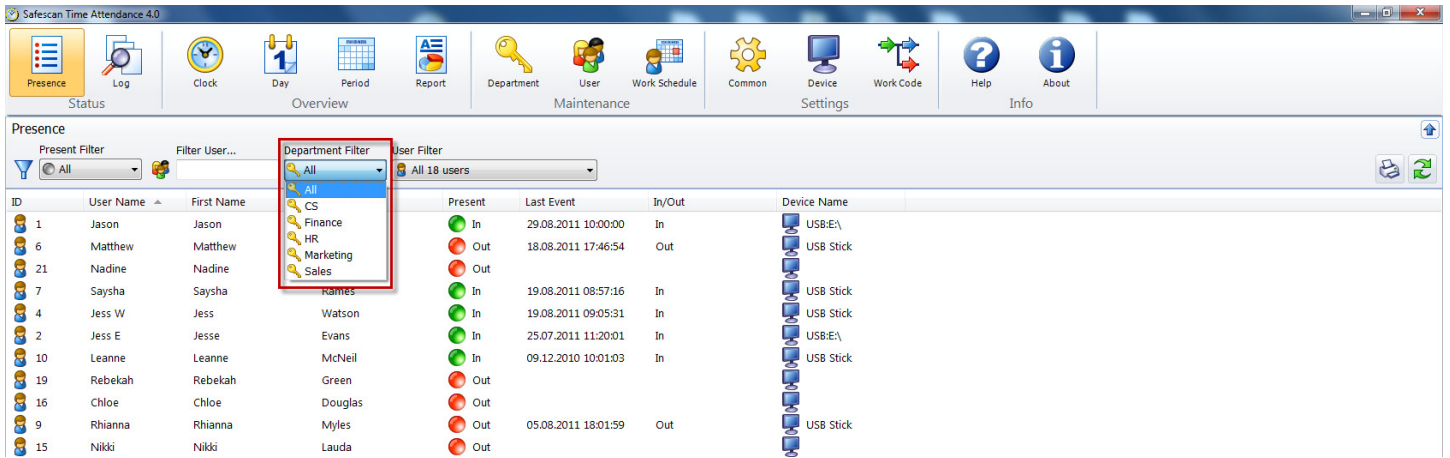 Safescan Time Attendance 4.0
Presence Log Clock Day Period Report Department User Work Schedule Common Device Work Code Help About
Status Overview Maintenance Settings Info
Presence
Present Filter Filter User... Department Filter User Filter
All All All 18 users
ID User Name First Name Present Last Event In/Out Device Name
All
CS
Finance
HR
Marketing
Sales
1 Jason Jason In 29.08.2011 10:00:00 In USB:E:\
6 Matthew Matthew Out 18.08.2011 17:46:54 Out USB Stick
21 Nadine Nadine Out
7 Saysha Saysha Rames In 19.08.2011 08:57:16 In USB Stick
4 Jess W Jess Watson In 19.08.2011 09:05:31 In USB Stick
2 Jess E Jesse Evans In 25.07.2011 11:20:01 In USB:E:\
10 Leanne Leanne McNeil In 09.12.2010 10:01:03 In USB Stick
19 Rebekah Rebekah Green Out
16 Chloe Chloe Douglas Out
9 Rhianna Rhianna Myles Out 05.08.2011 18:01:59 Out USB Stick
15 Nikki Nikki Lauda Out